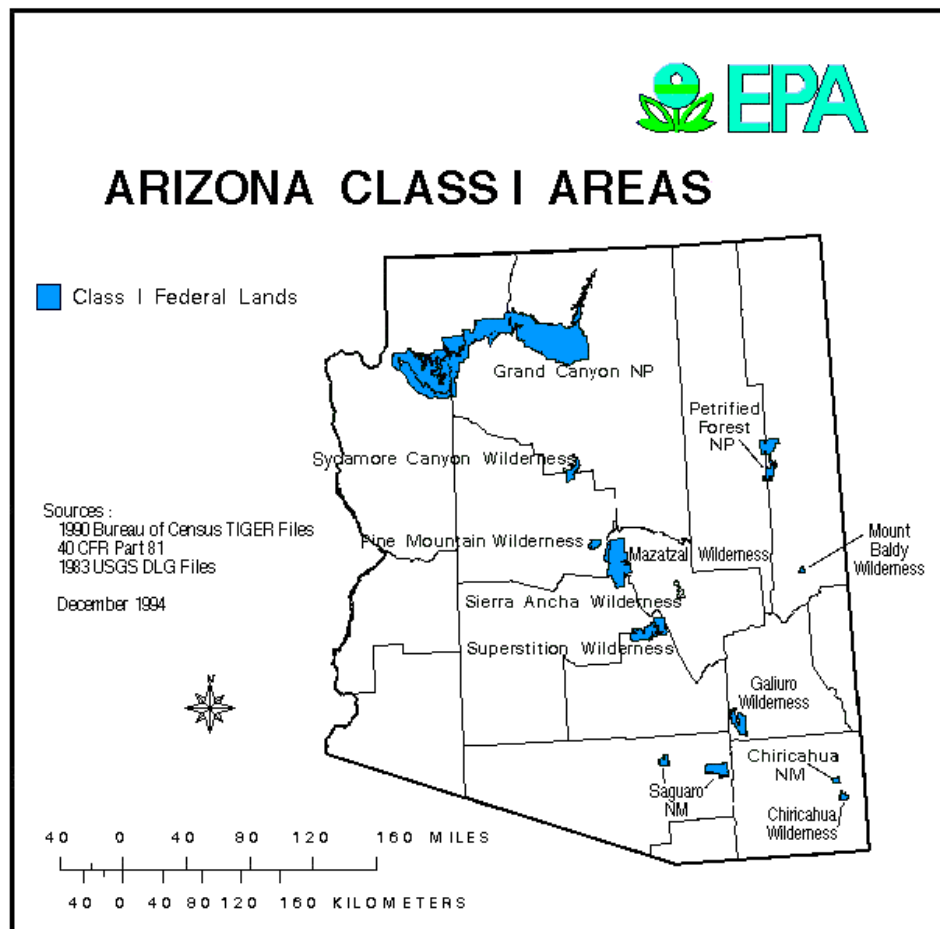 EPA
ARIZONA CLASS I AREAS
Class I Federal Lands
Grand Canyon NP
Petrified
Forest
NP
Sycamore Canyon Wilderness
Sources :
1990 Bureau of Census TIGER Files
40 CFR Part 81
1983 USGS DLG Files
December 1994
Pine Mountain Wilderness
Mazatzal Wilderness
Mount
Baldy
Wilderness
Sierra Ancha Wilderness
Superstition Wilderness
N
Galiuro
Wilderness
Chiricahua
NM
Saguaro
NM
Chiricahua
Wilderness
40 0 40 80 120 160 MILES
40 0 40 80 120 160 KILOMETERS